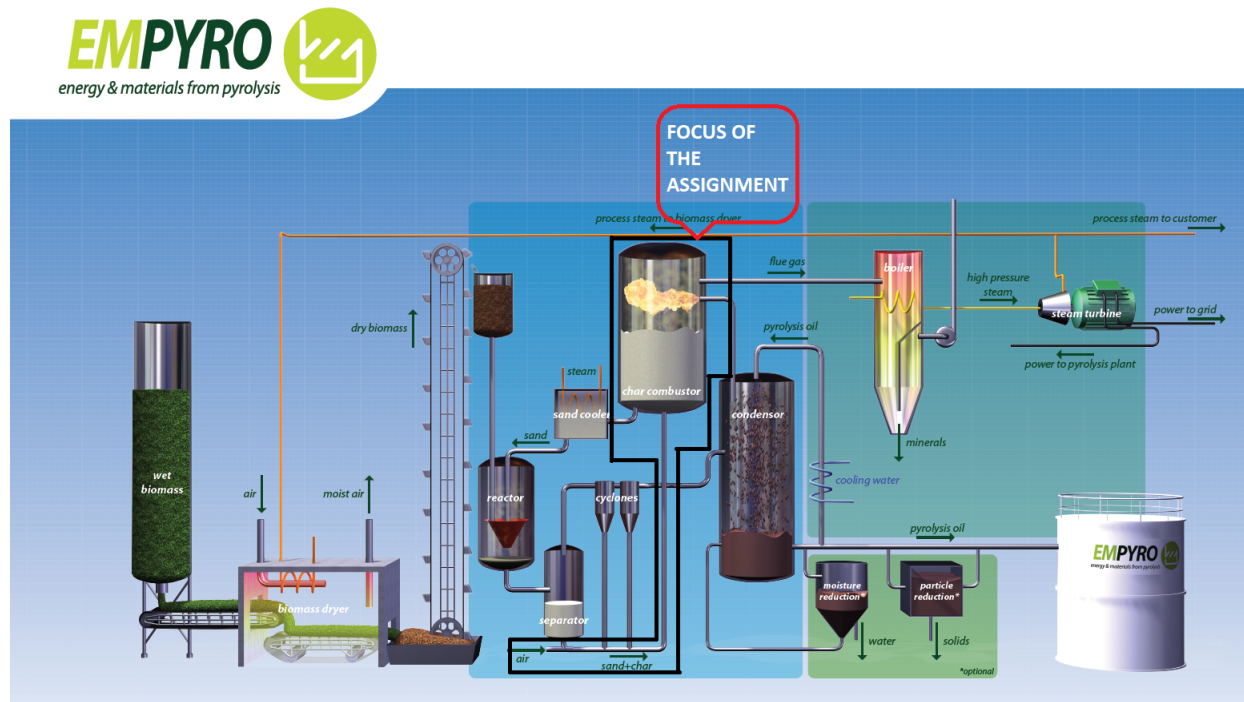 EMPYRO
energy & materials from pyrolysis
FOCUS OF
THE
ASSIGNMENT
process steam to biomass dryer
process steam to customer
flue gas
boiler
high pressure
steam
steam turbine
power to grid
power to pyrolysis plant
dry biomass
pyrolysis oil
steam
char combustor
sand cooler
condensor
sand
minerals
wet
biomass
air
moist air
reactor
cyclones
cooling water
pyrolysis oil
EMPYRO
energy & materials from pyrolysis
moisture
reduction*
particle
reduction*
biomass dryer
separator
water
solids
air
sand+char
*optional